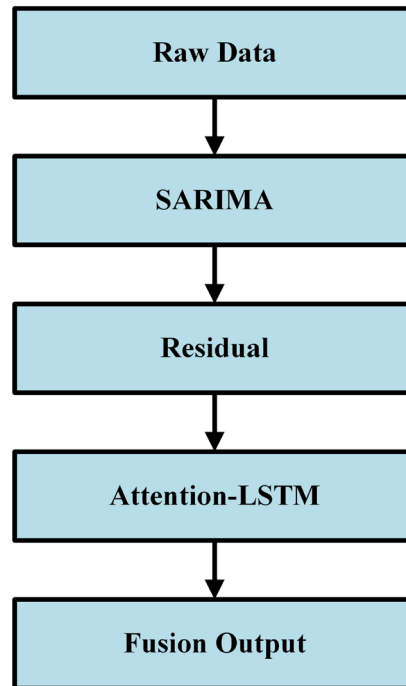 Raw Data
SARIMA
Residual
Attention-LSTM
Fusion Output